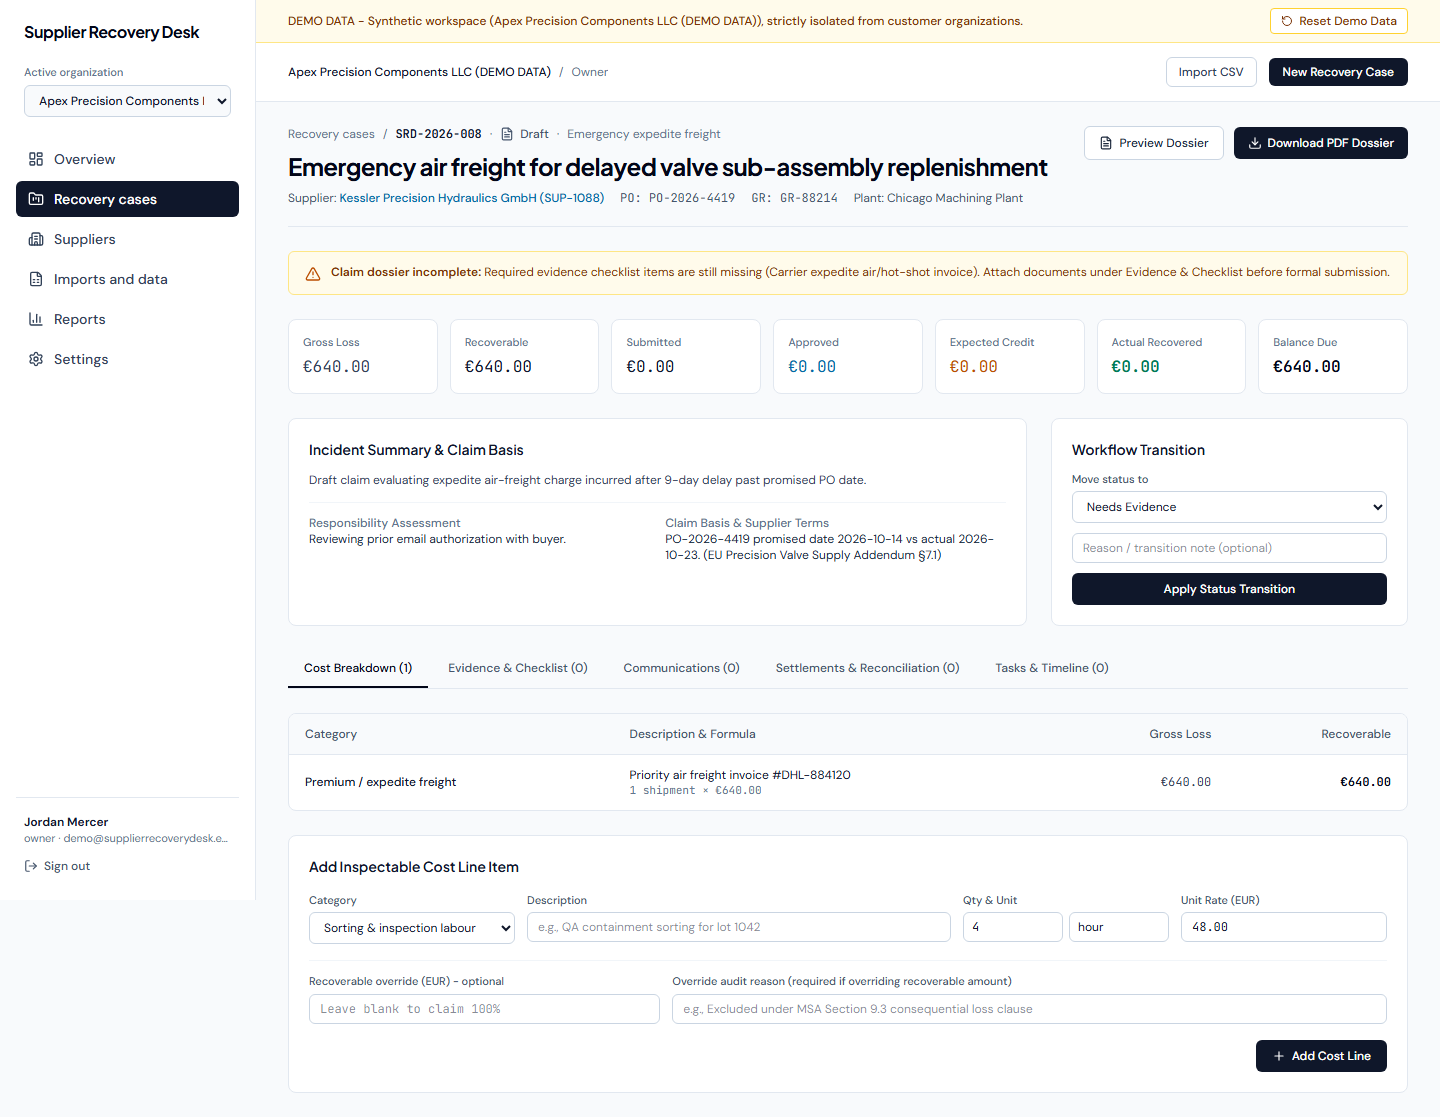 Supplier Recovery Desk
Active organization
Apex Precision Components I
Overview
Recovery cases
Suppliers
Imports and data
Reports
Settings
Jordan Mercer
owner · demo@supplierrecoverydesk.e...
Sign out
DEMO DATA – Synthetic workspace (Apex Precision Components LLC (DEMO DATA)), strictly isolated from customer organizations.
Reset Demo Data
Apex Precision Components LLC (DEMO DATA) / Owner
Import CSV
New Recovery Case
Recovery cases / SRD-2026-008 · Draft · Emergency expedite freight
Emergency air freight for delayed valve sub-assembly replenishment
Supplier: Kessler Precision Hydraulics GmbH (SUP-1088) PO: PO-2026-4419 GR: GR-88214 Plant: Chicago Machining Plant
Preview Dossier
Download PDF Dossier
Claim dossier incomplete: Required evidence checklist items are still missing (Carrier expedite air/hot-shot invoice). Attach documents under Evidence & Checklist before formal submission.
Gross Loss
€640.00
Recoverable
€640.00
Submitted
€0.00
Approved
€0.00
Expected Credit
€0.00
Actual Recovered
€0.00
Balance Due
€640.00
Incident Summary & Claim Basis
Draft claim evaluating expedite air-freight charge incurred after 9-day delay past promised PO date.
Responsibility Assessment
Reviewing prior email authorization with buyer.
Claim Basis & Supplier Terms
PO-2026-4419 promised date 2026-10-14 vs actual 2026-
10-23. (EU Precision Valve Supply Addendum §7.1)
Workflow Transition
Move status to
Needs Evidence
Reason / transition note (optional)
Apply Status Transition
Cost Breakdown (1)
Evidence & Checklist (0)
Communications (0)
Settlements & Reconciliation (0)
Tasks & Timeline (0)
Category Description & Formula Gross Loss Recoverable
Premium / expedite freight
Priority air freight invoice #DHL-884120
1 shipment × €640.00
€640.00
€640.00
Add Inspectable Cost Line Item
Category
Sorting & inspection labour
Description
e.g., QA containment sorting for lot 1042
Qty & Unit
4
hour
Unit Rate (EUR)
48.00
Recoverable override (EUR) – optional
Leave blank to claim 100%
Override audit reason (required if overriding recoverable amount)
e.g., Excluded under MSA Section 9.3 consequential loss clause
Add Cost Line